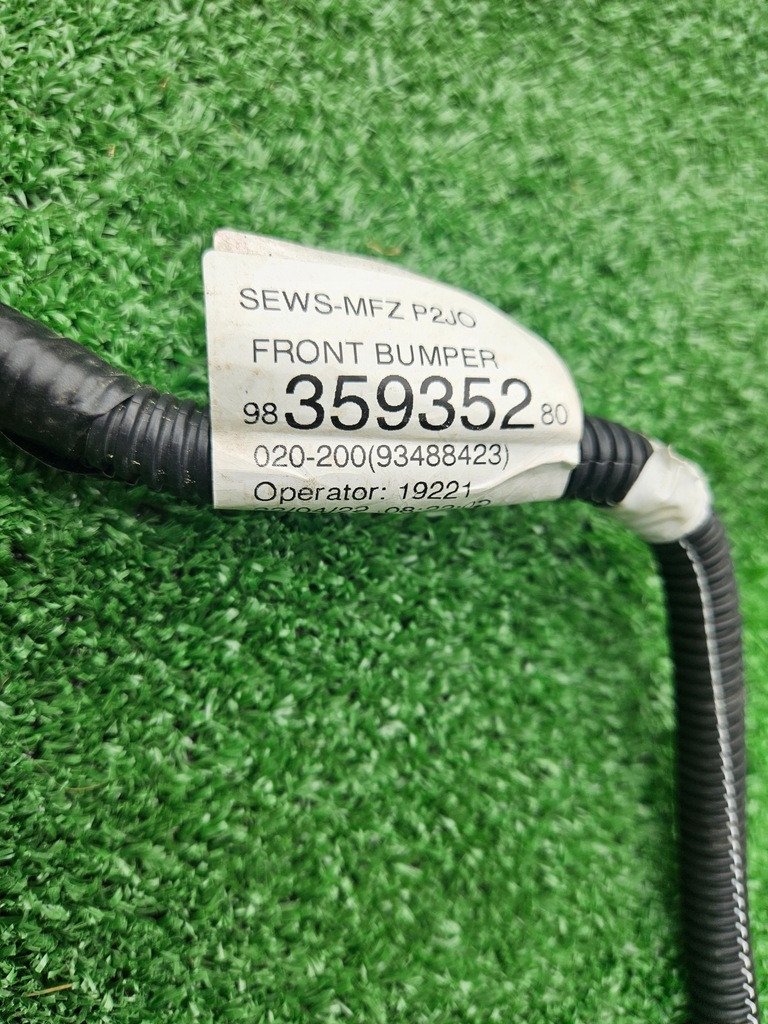 SEWS-MFZ P2JO
FRONT BUMPER
98 359352 80
020-200(93488423)
Operator: 19221